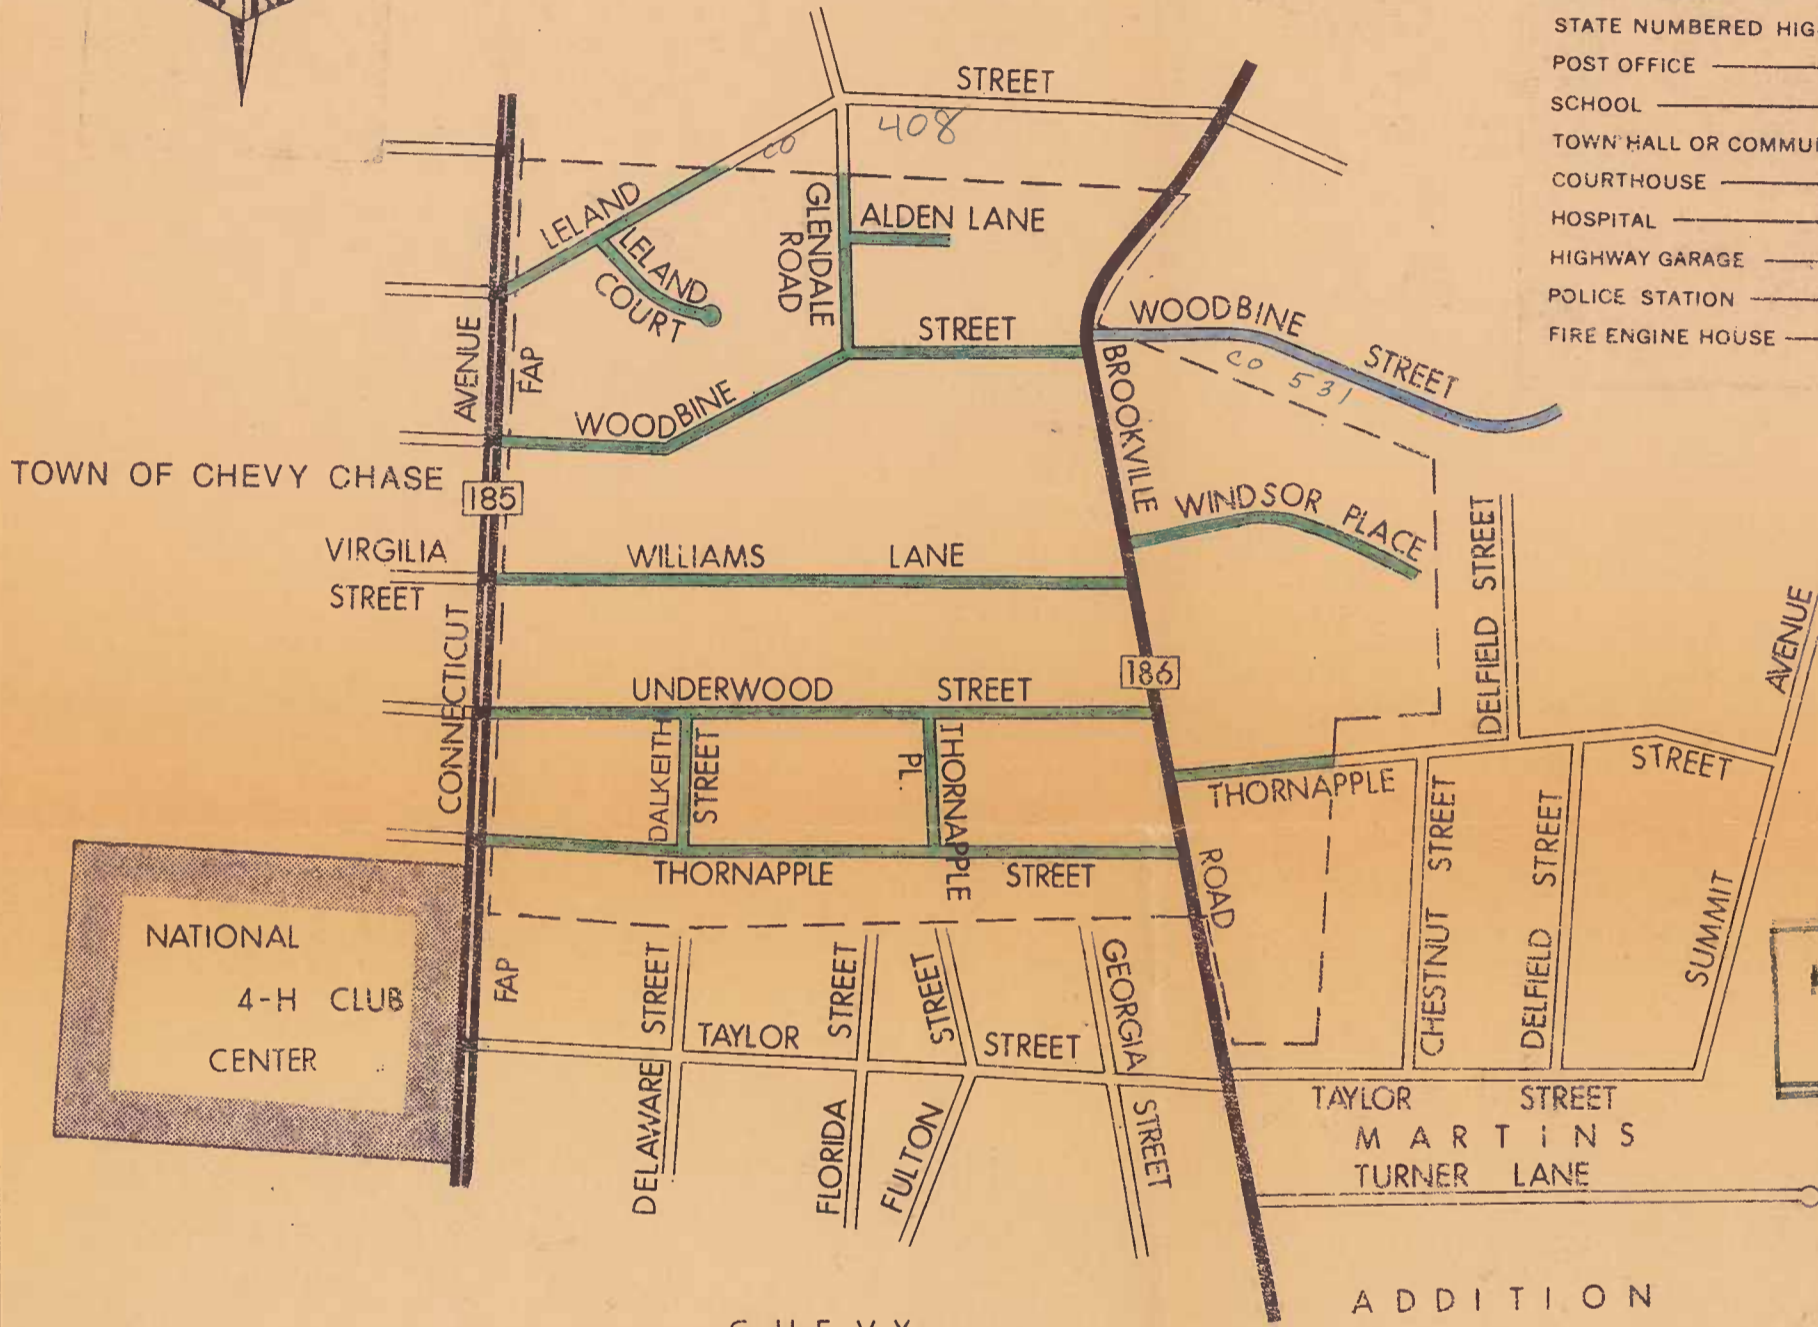 STATE NUMBERED HIG
POST OFFICE
SCHOOL
TOWN HALL OR COMMU
COURTHOUSE
HOSPITAL
HIGHWAY GARAGE
POLICE STATION
FIRE ENGINE HOUSE
STREET
CO 408
LELAND
LELAND
COURT
GLENDALE
ROAD
ALDEN LANE
STREET
WOODBINE
STREET
CO 531
AVENUE
FAP
WOODBINE
BROOKVILLE
TOWN OF CHEVY CHASE
185
WINDSOR PLACE
DELFIELD STREET
VIRGILIA
STREET
WILLIAMS LANE
CONNECTICUT
UNDERWOOD STREET
186
AVENUE
DALKEITH
STREET
THORNAPPLE
PL.
THORNAPPLE
STREET
THORNAPPLE STREET
CHESTNUT STREET
DELFIELD STREET
SUMMIT
ROAD
NATIONAL
4-H CLUB
CENTER
FAP
DELAWARE STREET
TAYLOR STREET
FLORIDA STREET
FULTON STREET
GEORGIA STREET
TAYLOR STREET
MARTINS
TURNER LANE
ADDITION
CHEVY